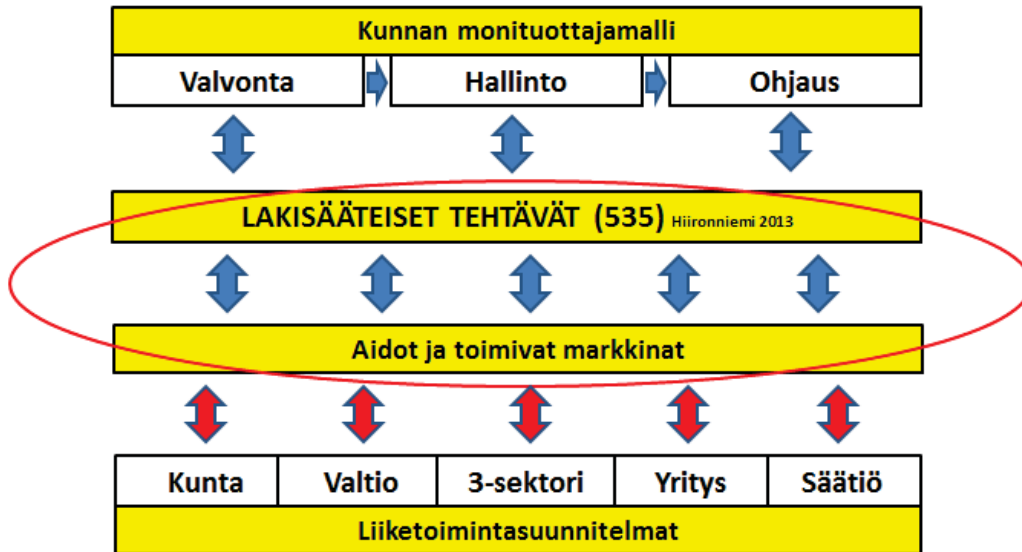 Kunnan monituottajamalli
Valvonta Hallinto Ohjaus
LAKISÄÄTEISET TEHTÄVÄT (535) Hiironniemi 2013
Aidot ja toimivat markkinat
Kunta Valtio 3-sektori Yritys Säätiö
Liiketoimintasuunnitelmat